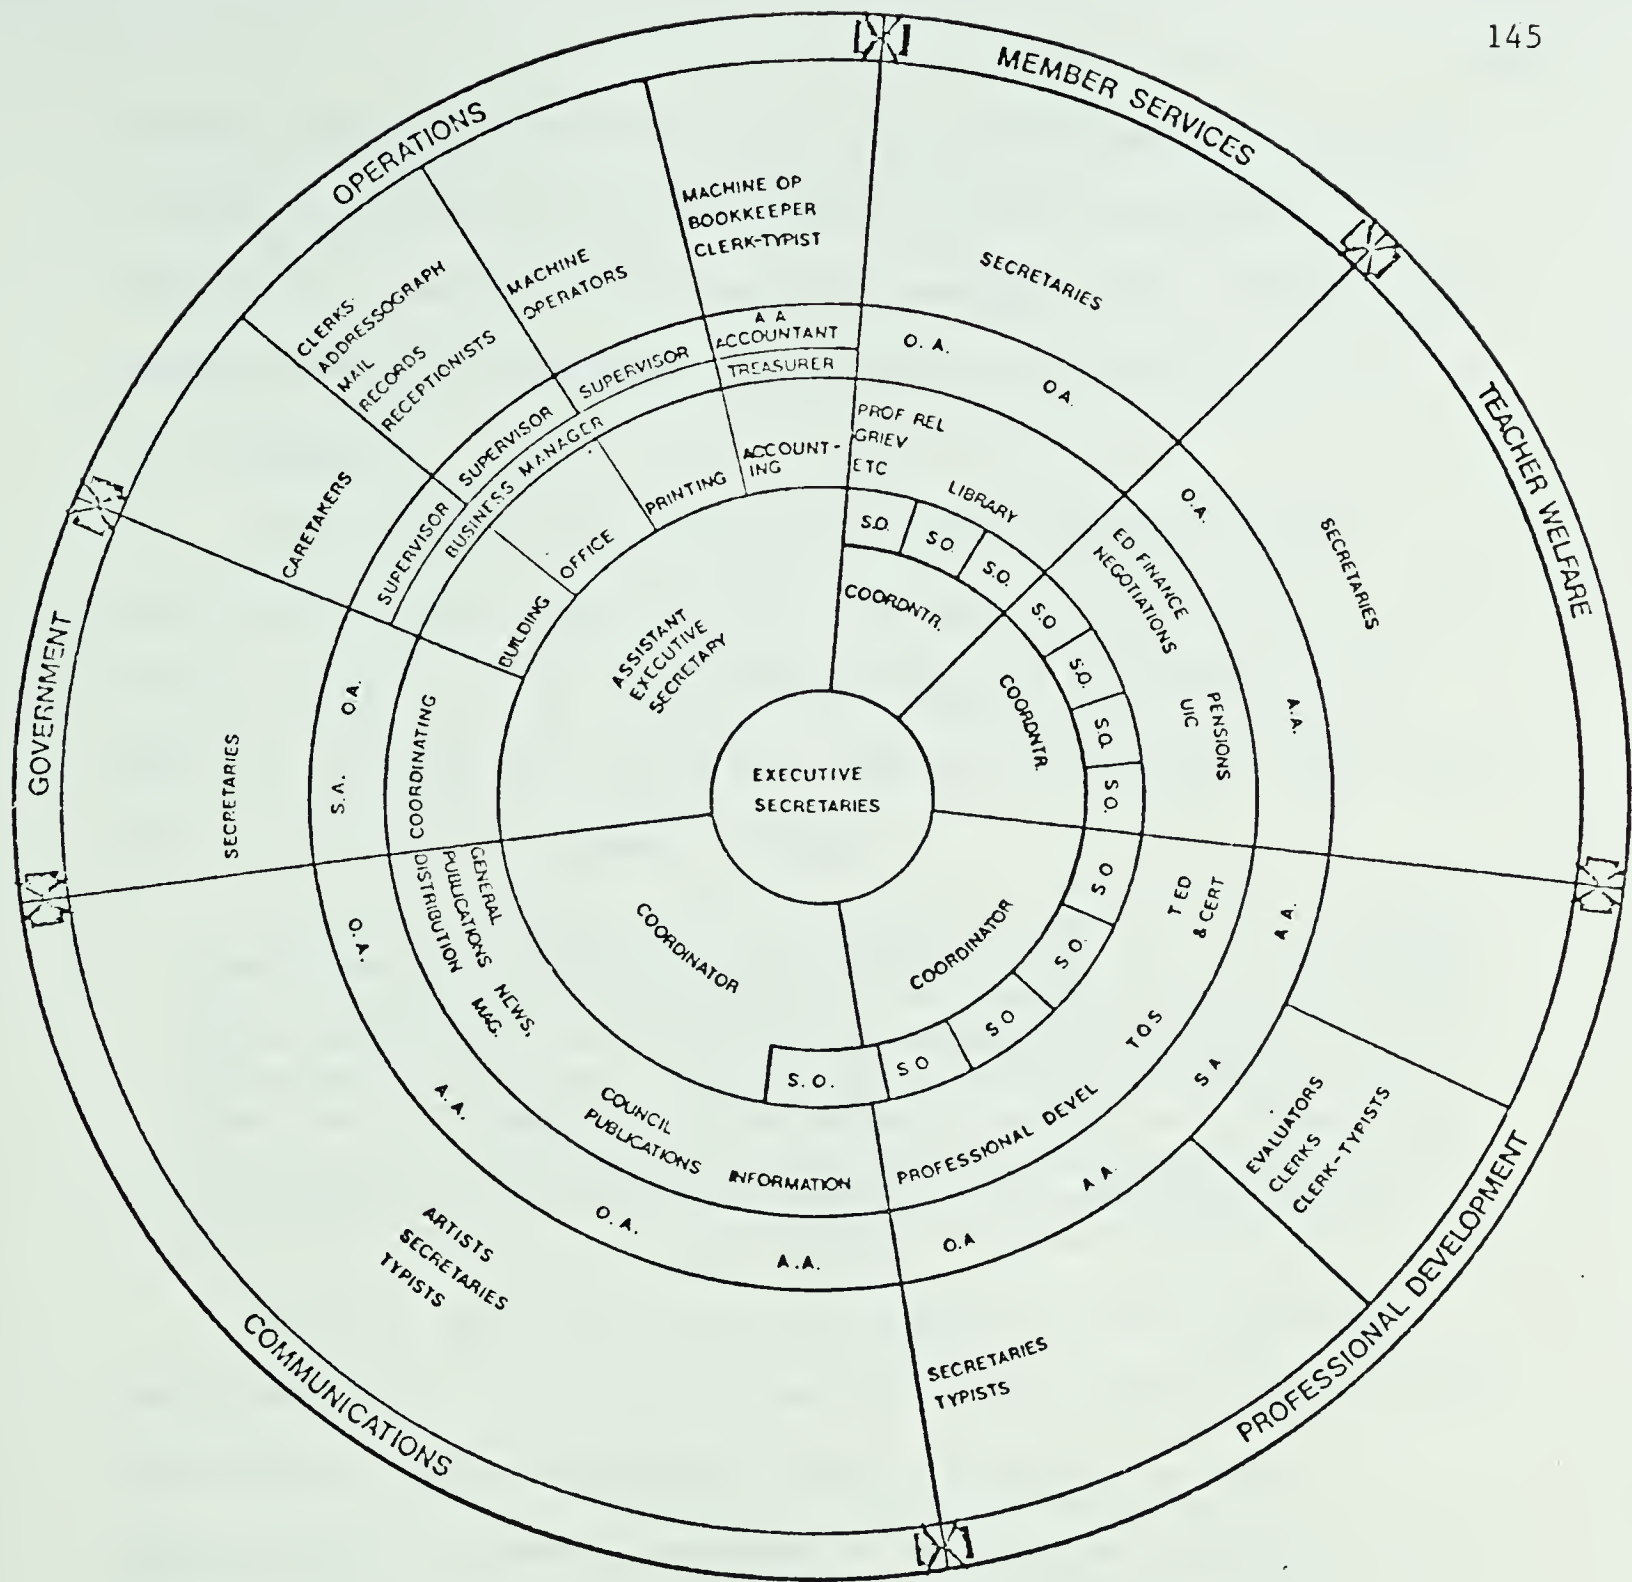 145
MEMBER SERVICES
OPERATIONS
TEACHER WELFARE
GOVERNMENT
COMMUNICATIONS
PROFESSIONAL DEVELOPMENT
MACHINE OP
BOOKKEEPER
CLERK-TYPIST
MACHINE
OPERATORS
CLERKS
ADDRESSOGRAPH
MAIL
RECORDS
RECEPTIONISTS
CARETAKERS
SECRETARIES
SECRETARIES
SECRETARIES
EVALUATORS
CLERKS
CLERK-TYPISTS
SECRETARIES
TYPISTS
ARTISTS
SECRETARIES
TYPISTS
A A
ACCOUNTANT
TREASURER
SUPERVISOR
SUPERVISOR
SUPERVISOR
BUSINESS MANAGER
O. A.
O A.
O.A.
A.A.
A A.
S A
A A.
O.A
A.A.
O.A.
A.A.
O.A.
S.A.
O.A.
ACCOUNT-
ING
PRINTING
OFFICE
BUILDING
COORDINATING
PROF REL
GRIEV
ETC
LIBRARY
ED FINANCE
NEGOTIATIONS
PENSIONS
UIC
T ED
& CERT
TQS
PROFESSIONAL DEVEL
INFORMATION
COUNCIL
PUBLICATIONS
NEWS,
MAG.
GENERAL
PUBLICATIONS
DISTRIBUTION
S.O.
S.O.
S.O.
S.O
S.O.
S.O.
S.O.
S O
S O.
S O
S O
S. O.
COORDNTR.
COORDNTR.
COORDINATOR
COORDINATOR
ASSISTANT
EXECUTIVE
SECRETARY
EXECUTIVE
SECRETARIES